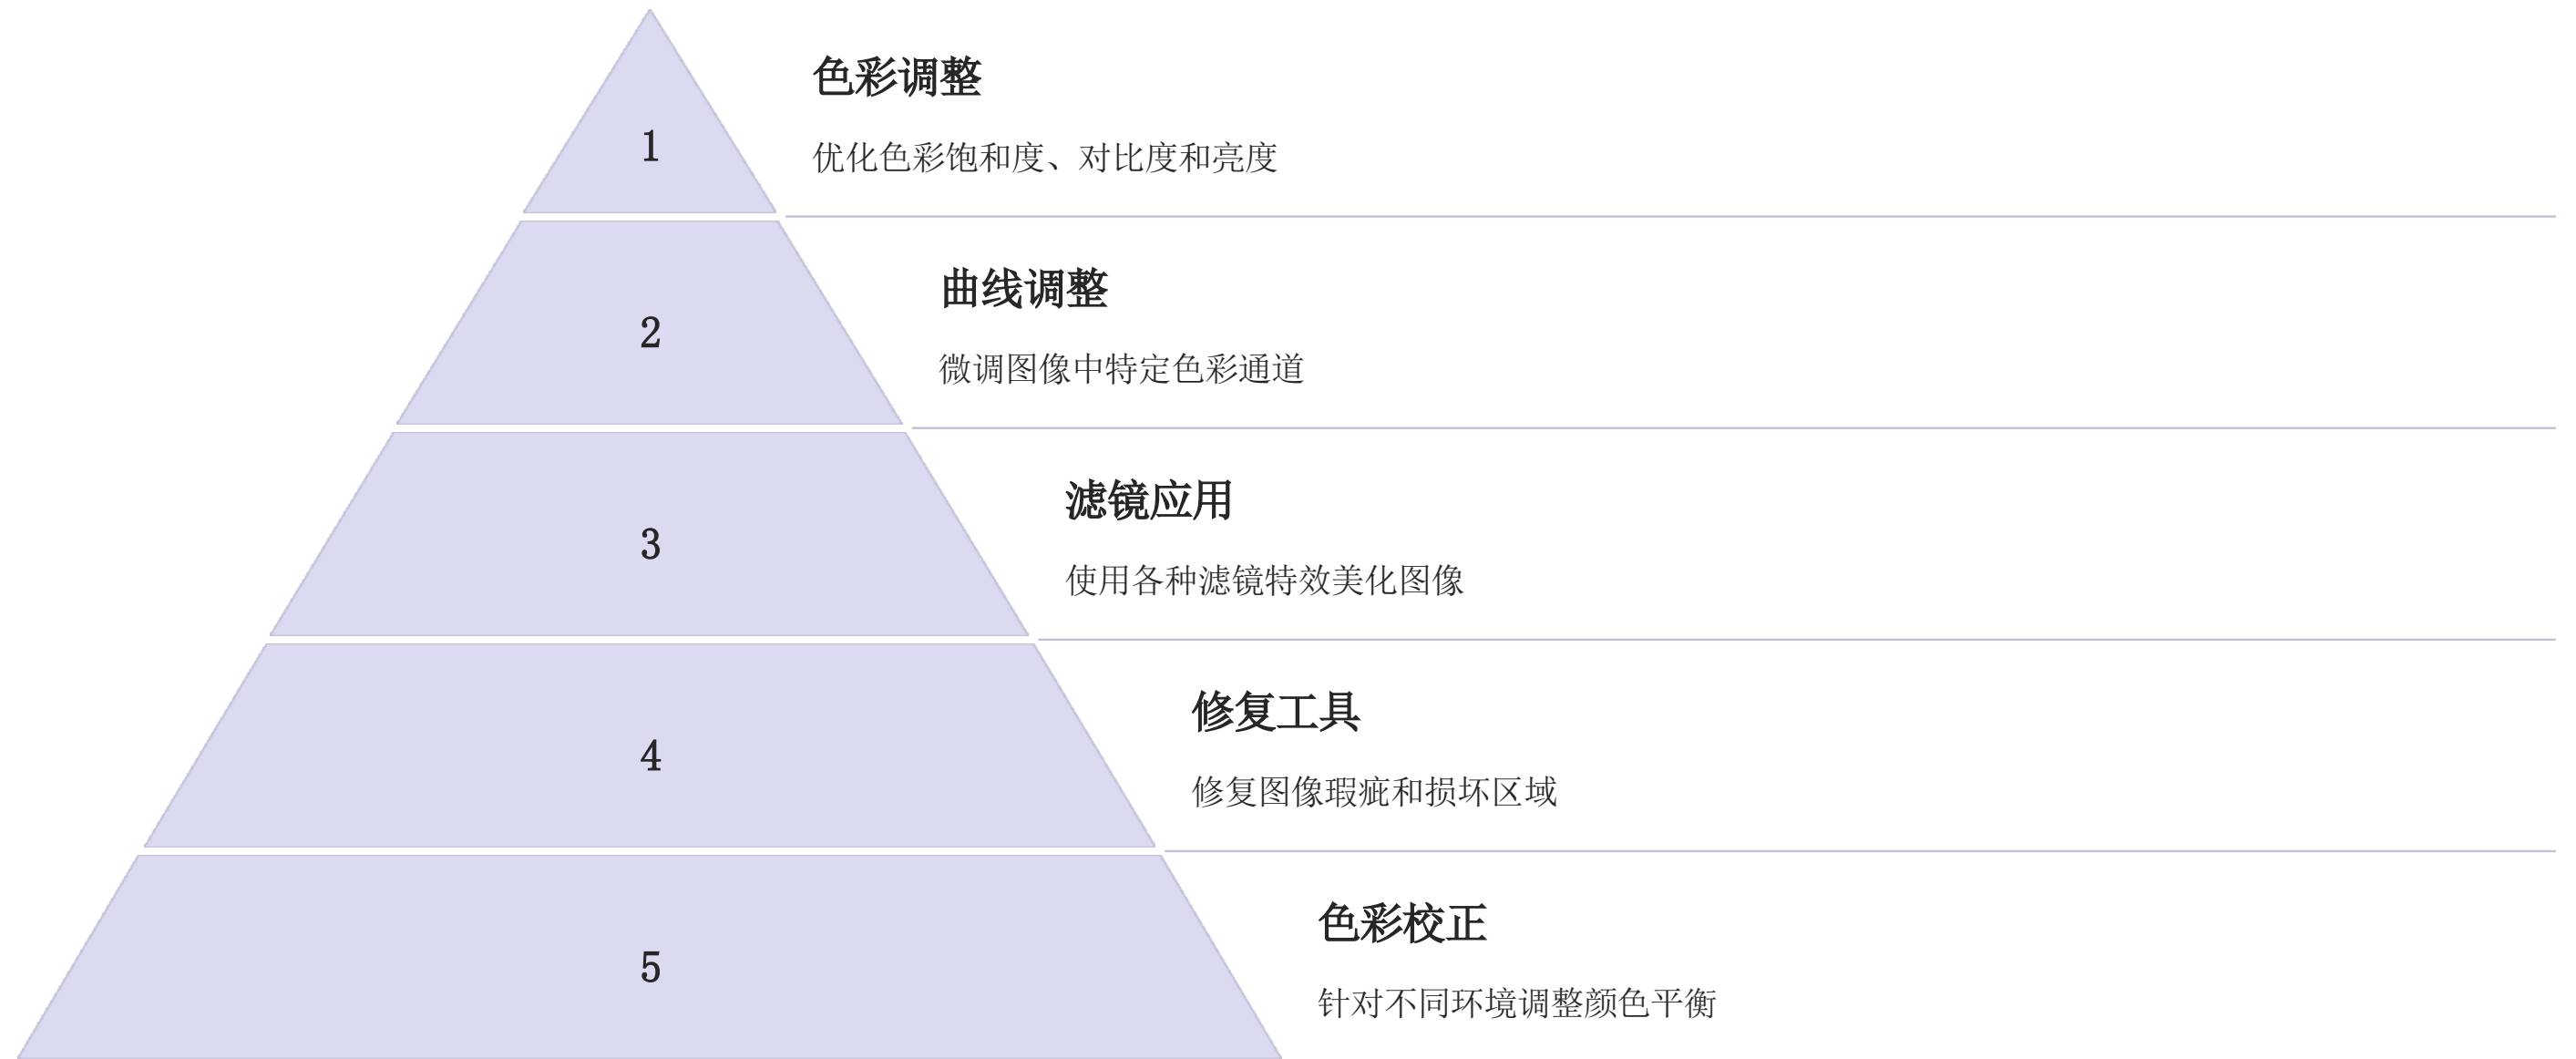 色彩调整
1
优化色彩饱和度、对比度和亮度
曲线调整
2
微调图像中特定色彩通道
滤镜应用
3
使用各种滤镜特效美化图像
修复工具
4
修复图像瑕疵和损坏区域
色彩校正
5
针对不同环境调整颜色平衡